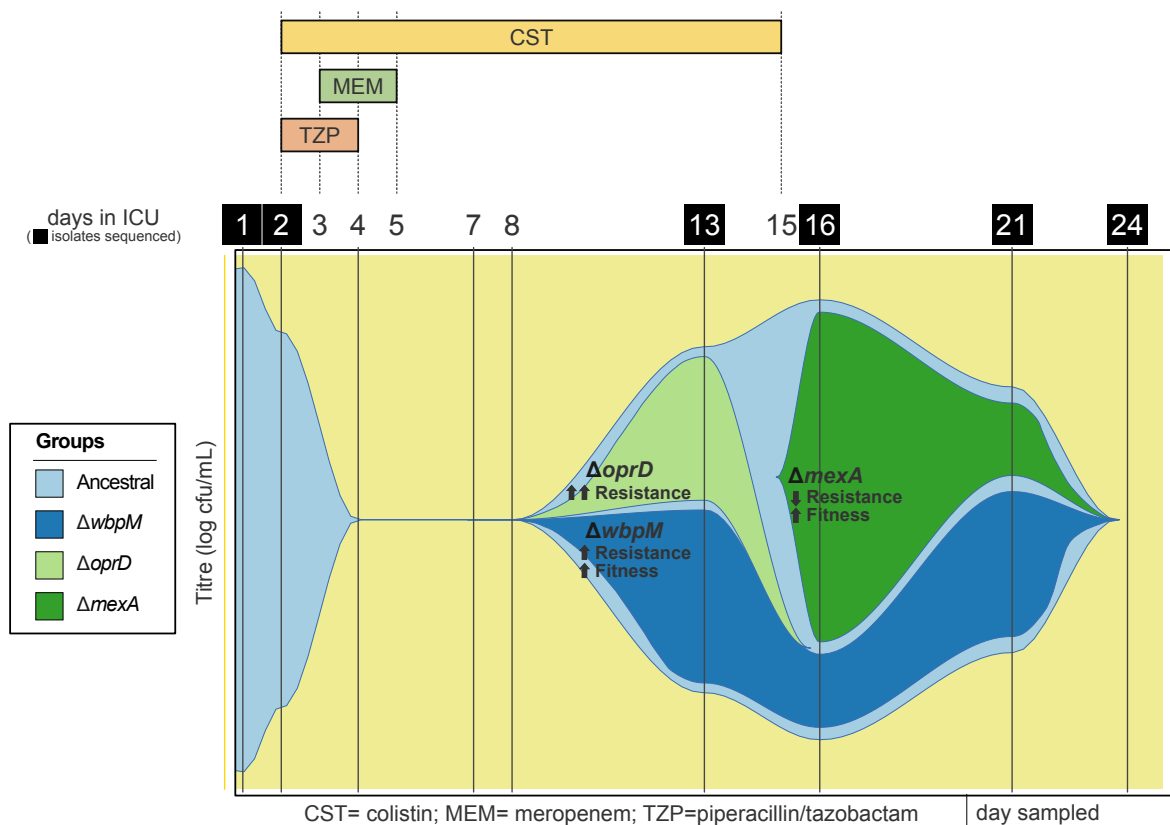 CST
MEM
TZP
days in ICU
(■ isolates sequenced)
1 2 3 4 5 7 8 13 15 16 21 24
Titre (log cfu/mL)
Groups
Ancestral
ΔwbpM
ΔoprD
ΔmexA
ΔoprD
⬆⬆ Resistance
ΔwbpM
⬆ Resistance
⬆ Fitness
ΔmexA
⬇ Resistance
⬆ Fitness
CST= colistin; MEM= meropenem; TZP=piperacillin/tazobactam
day sampled